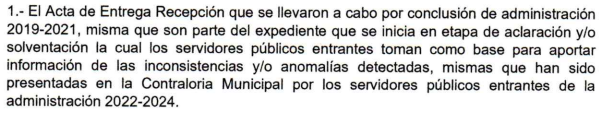 1.- El Acta de Entrega Recepción que se llevaron a cabo por conclusión de administración
2019-2021, misma que son parte del expediente que se inicia en etapa de aclaración y/o
solventación la cual los servidores públicos entrantes toman como base para aportar
información de las inconsistencias y/o anomalías detectadas, mismas que han sido
presentadas en la Contraloria Municipal por los servidores públicos entrantes de la
administración 2022-2024.